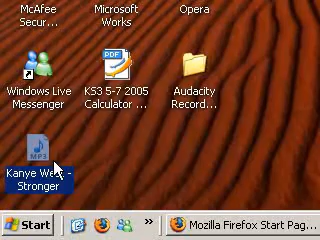 McAfee Microsoft Opera
Secur... Works
PDF
Windows Live KS3 5-7 2005 Audacity
Messenger Calculator ... Record...
MP3
Kanye West -
Stronger
Start » Mozilla Firefox Start Pag...